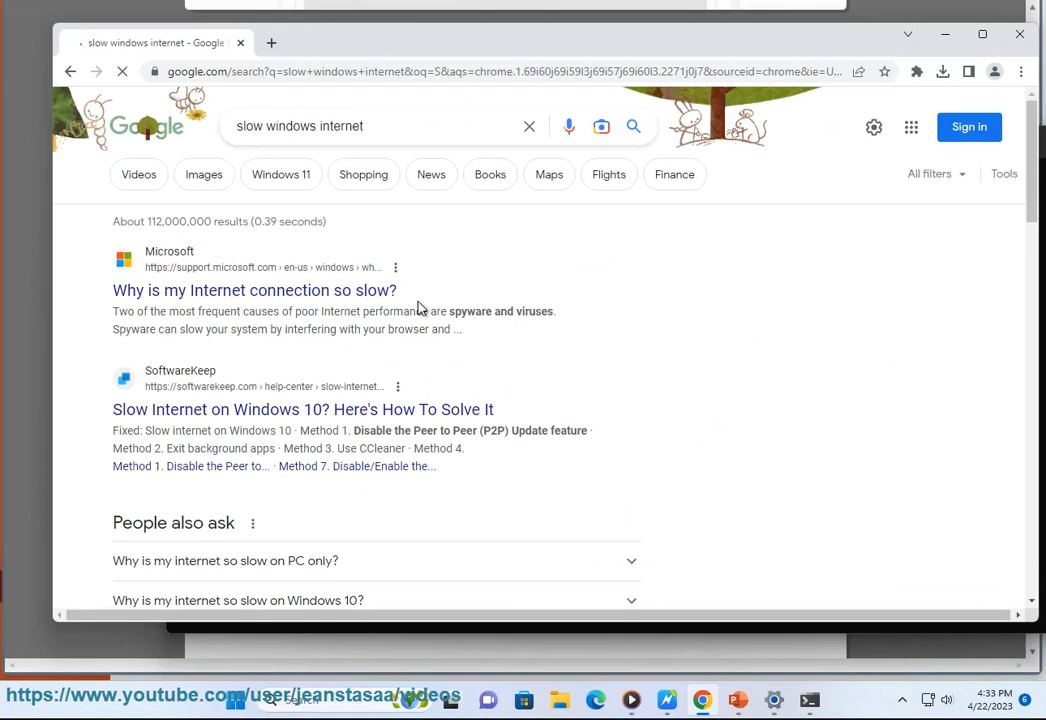 slow windows internet - Google
google.com/search?q=slow+windows+internet&oq=S&aqs=chrome.1.69i60j69i59l3j69i57j69i60l3.2271j0j7&sourceid=chrome&ie=U...
Google
slow windows internet
Sign in
Videos
Images
Windows 11
Shopping
News
Books
Maps
Flights
Finance
All filters
Tools
About 112,000,000 results (0.39 seconds)
Microsoft
https://support.microsoft.com › en-us › windows › wh...
Why is my Internet connection so slow?
Two of the most frequent causes of poor Internet performance are spyware and viruses.
Spyware can slow your system by interfering with your browser and ...
SoftwareKeep
https://softwarekeep.com › help-center › slow-internet...
Slow Internet on Windows 10? Here's How To Solve It
Fixed: Slow internet on Windows 10 · Method 1. Disable the Peer to Peer (P2P) Update feature ·
Method 2. Exit background apps · Method 3. Use CCleaner · Method 4.
Method 1. Disable the Peer to... · Method 7. Disable/Enable the...
People also ask
Why is my internet so slow on PC only?
Why is my internet so slow on Windows 10?
https://www.youtube.com/user/jeanstasaa/videos
Search
4:33 PM
4/22/2023
6